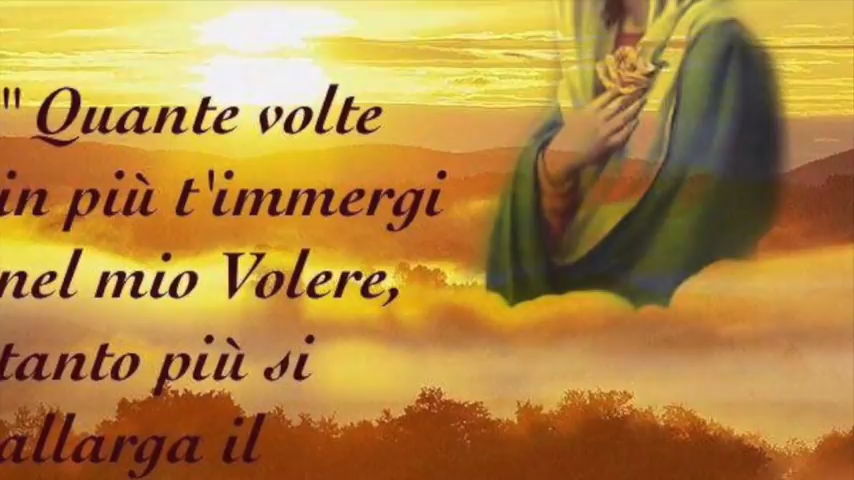 " Quante volte
in più t'immergi
nel mio Volere,
tanto più si
allarga il